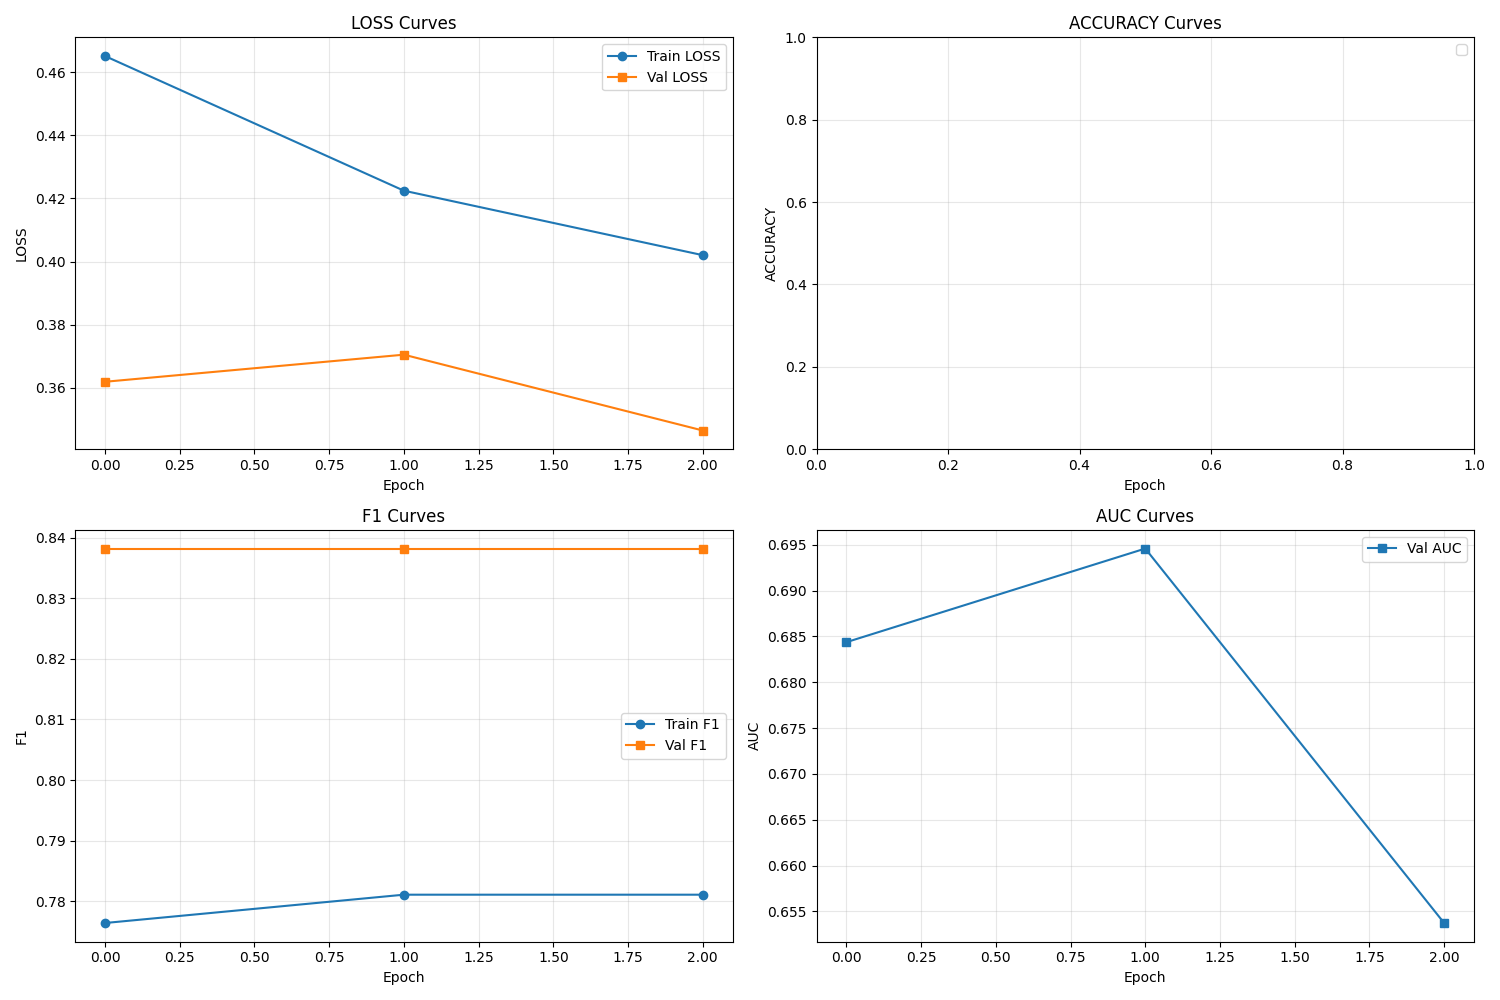 LOSS Curves
Train LOSS
Val LOSS
0.46
0.44
0.42
0.40
0.38
0.36
LOSS
0.00 0.25 0.50 0.75 1.00 1.25 1.50 1.75 2.00
Epoch
ACCURACY Curves
1.0
0.8
0.6
0.4
0.2
0.0
ACCURACY
0.0 0.2 0.4 0.6 0.8 1.0
Epoch
F1 Curves
0.84
0.83
0.82
0.81
0.80
0.79
0.78
F1
Train F1
Val F1
0.00 0.25 0.50 0.75 1.00 1.25 1.50 1.75 2.00
Epoch
AUC Curves
Val AUC
0.695
0.690
0.685
0.680
0.675
0.670
0.665
0.660
0.655
AUC
0.00 0.25 0.50 0.75 1.00 1.25 1.50 1.75 2.00
Epoch